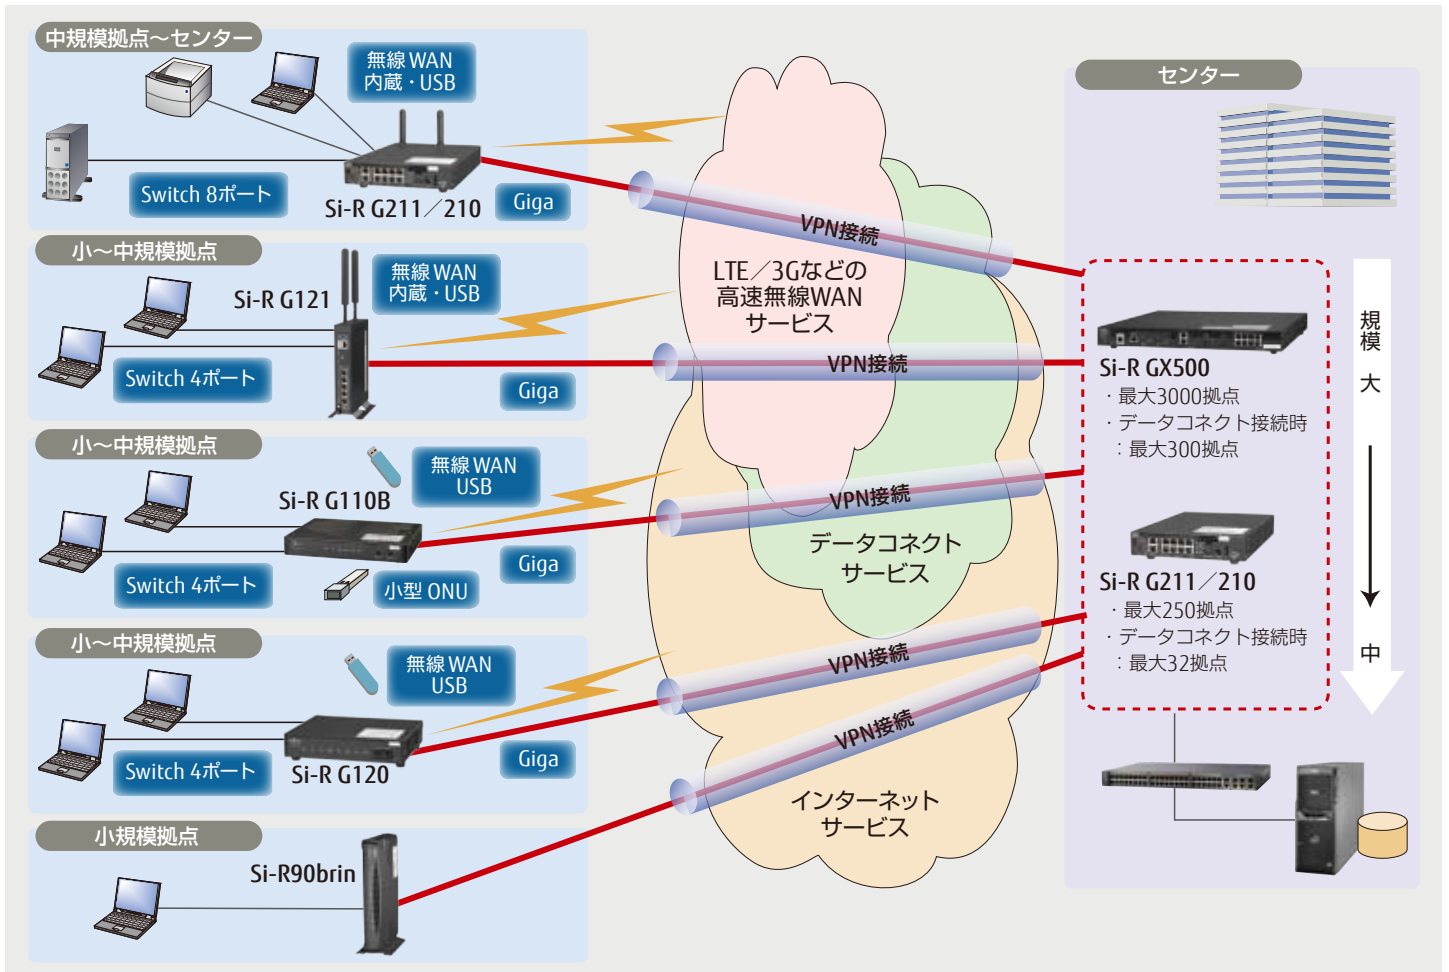 中規模拠点～センター
無線WAN
内蔵・USB
Switch 8ポート
Si-R G211／210
Giga
小～中規模拠点
Si-R G121
無線WAN
内蔵・USB
Switch 4ポート
Giga
小～中規模拠点
Si-R G110B
無線WAN
USB
Switch 4ポート
小型ONU
Giga
小～中規模拠点
無線WAN
USB
Switch 4ポート
Si-R G120
Giga
小規模拠点
Si-R90brin
VPN接続
LTE／3Gなどの
高速無線WAN
サービス
VPN接続
VPN接続
データコネクト
サービス
VPN接続
VPN接続
インターネット
サービス
センター
Si-R GX500
・最大3000拠点
・データコネクト接続時
：最大300拠点
Si-R G211／210
・最大250拠点
・データコネクト接続時
：最大32拠点
規模
大
中